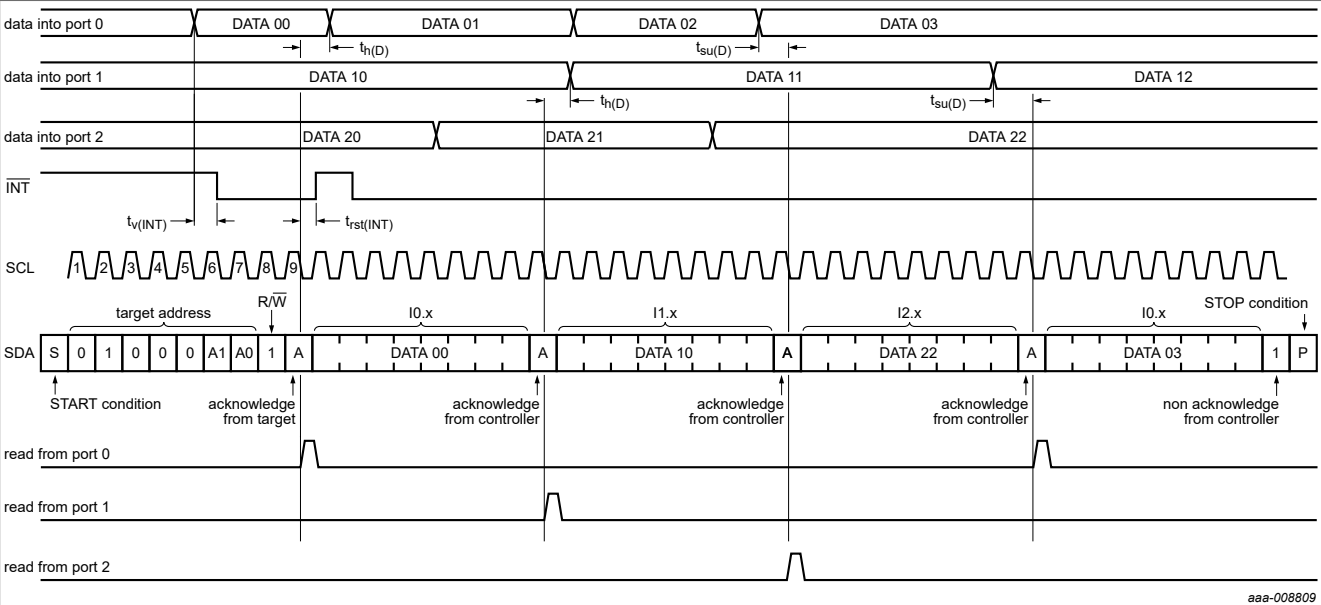 data into port 0 DATA 00 DATA 01 DATA 02 DATA 03
th(D) tsu(D)
data into port 1 DATA 10 DATA 11 DATA 12
th(D) tsu(D)
data into port 2 DATA 20 DATA 21 DATA 22
INT
tv(INT) trst(INT)
SCL 1 2 3 4 5 6 7 8 9
R/W STOP condition
target address I0.x I1.x I2.x I0.x
SDA S 0 1 0 0 0 A1 A0 1 A DATA 00 A DATA 10 A DATA 22 A DATA 03 1 P
START condition acknowledge acknowledge acknowledge acknowledge non acknowledge
from target from controller from controller from controller from controller
read from port 0
read from port 1
read from port 2
aaa-008809